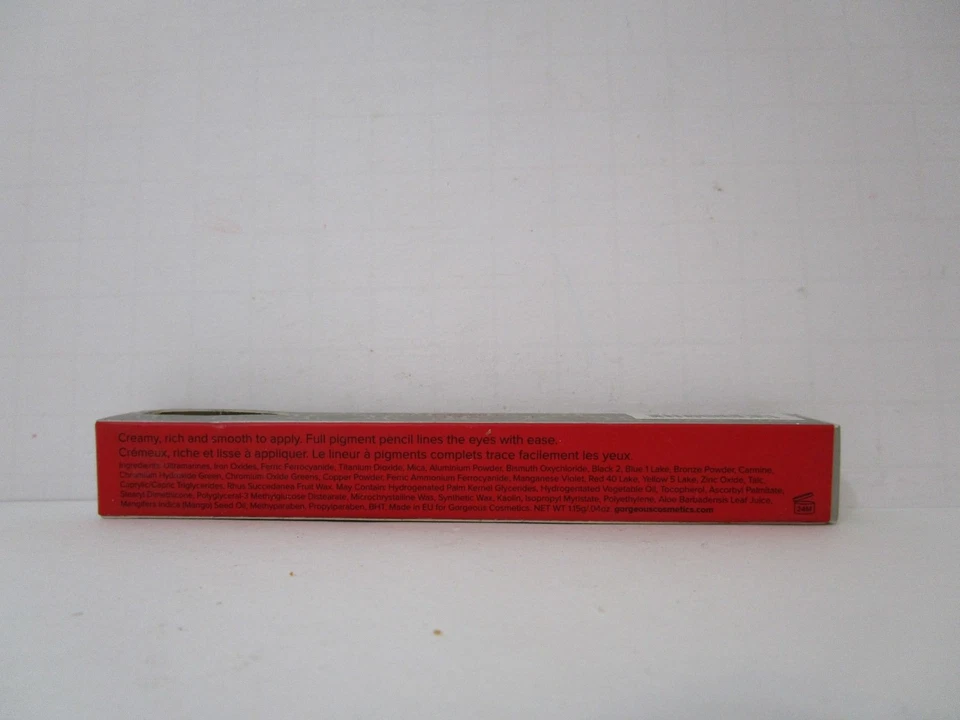 Creamy, rich and smooth to apply. Full pigment pencil lines the eyes with ease.
Crémeux, riche et lisse à appliquer. Le lineur à pigments complets trace facilement les yeux.
Ingredients: Ultramarines, Iron Oxides, Ferric Ferrocyanide, Titanium Dioxide, Mica, Aluminium Powder, Bismuth Oxychloride, Black 2, Blue 1 Lake, Bronze Powder, Carmine,
Chromium Hydroxide Green, Chromium Oxide Greens, Copper Powder, Ferric Ammonium Ferrocyanide, Manganese Violet, Red 40 Lake, Yellow 5 Lake, Zinc Oxide, Talc,
Caprylic/Capric Triglycerides, Rhus Succedanea Fruit Wax. May Contain: Hydrogenated Palm Kernel Glycerides, Hydrogenated Vegetable Oil, Tocopherol, Ascorbyl Palmitate,
Stearyl Dimethicone, Polyglyceryl-3 Methylglucose Distearate, Microcrystalline Wax, Synthetic Wax, Kaolin, Isopropyl Myristate, Polyethylene, Aloe Barbadensis Leaf Juice,
Mangifera Indica (Mango) Seed Oil, Methylparaben, Propylparaben, BHT. Made in EU for Gorgeous Cosmetics. NET WT 1.15g/.04oz. gorgeouscosmetics.com
24M